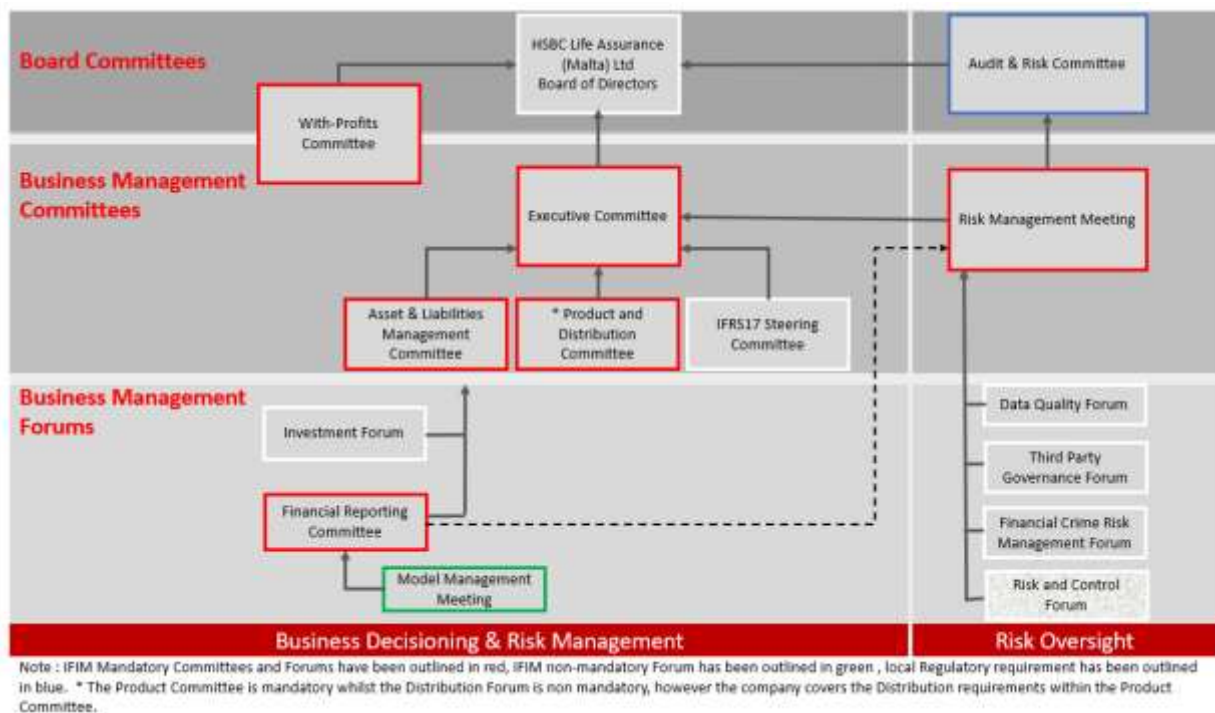 Board Committees
HSBC Life Assurance
(Malta) Ltd
Board of Directors
Audit & Risk Committee
With-Profits
Committee
Business Management
Committees
Executive Committee
Risk Management Meeting
Asset & Liabilities
Management
Committee
* Product and
Distribution
Committee
IFRS17 Steering
Committee
Business Management
Forums
Investment Forum
Financial Reporting
Committee
Model Management
Meeting
Data Quality Forum
Third Party
Governance Forum
Financial Crime Risk
Management Forum
Risk and Control
Forum
Business Decisioning & Risk Management
Risk Oversight
Note : IFIM Mandatory Committees and Forums have been outlined in red, IFIM non-mandatory Forum has been outlined in green , local Regulatory requirement has been outlined
in blue. * The Product Committee is mandatory whilst the Distribution Forum is non mandatory, however the company covers the Distribution requirements within the Product
Committee.